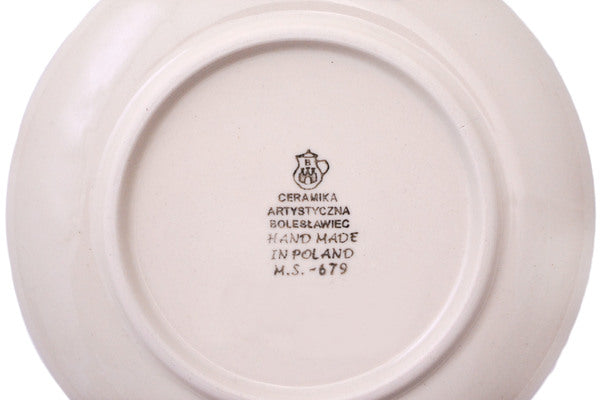 B
CERAMIKA
ARTYSTYCZNA
BOLESŁAWIEC
HAND MADE
IN POLAND
M.S. -679